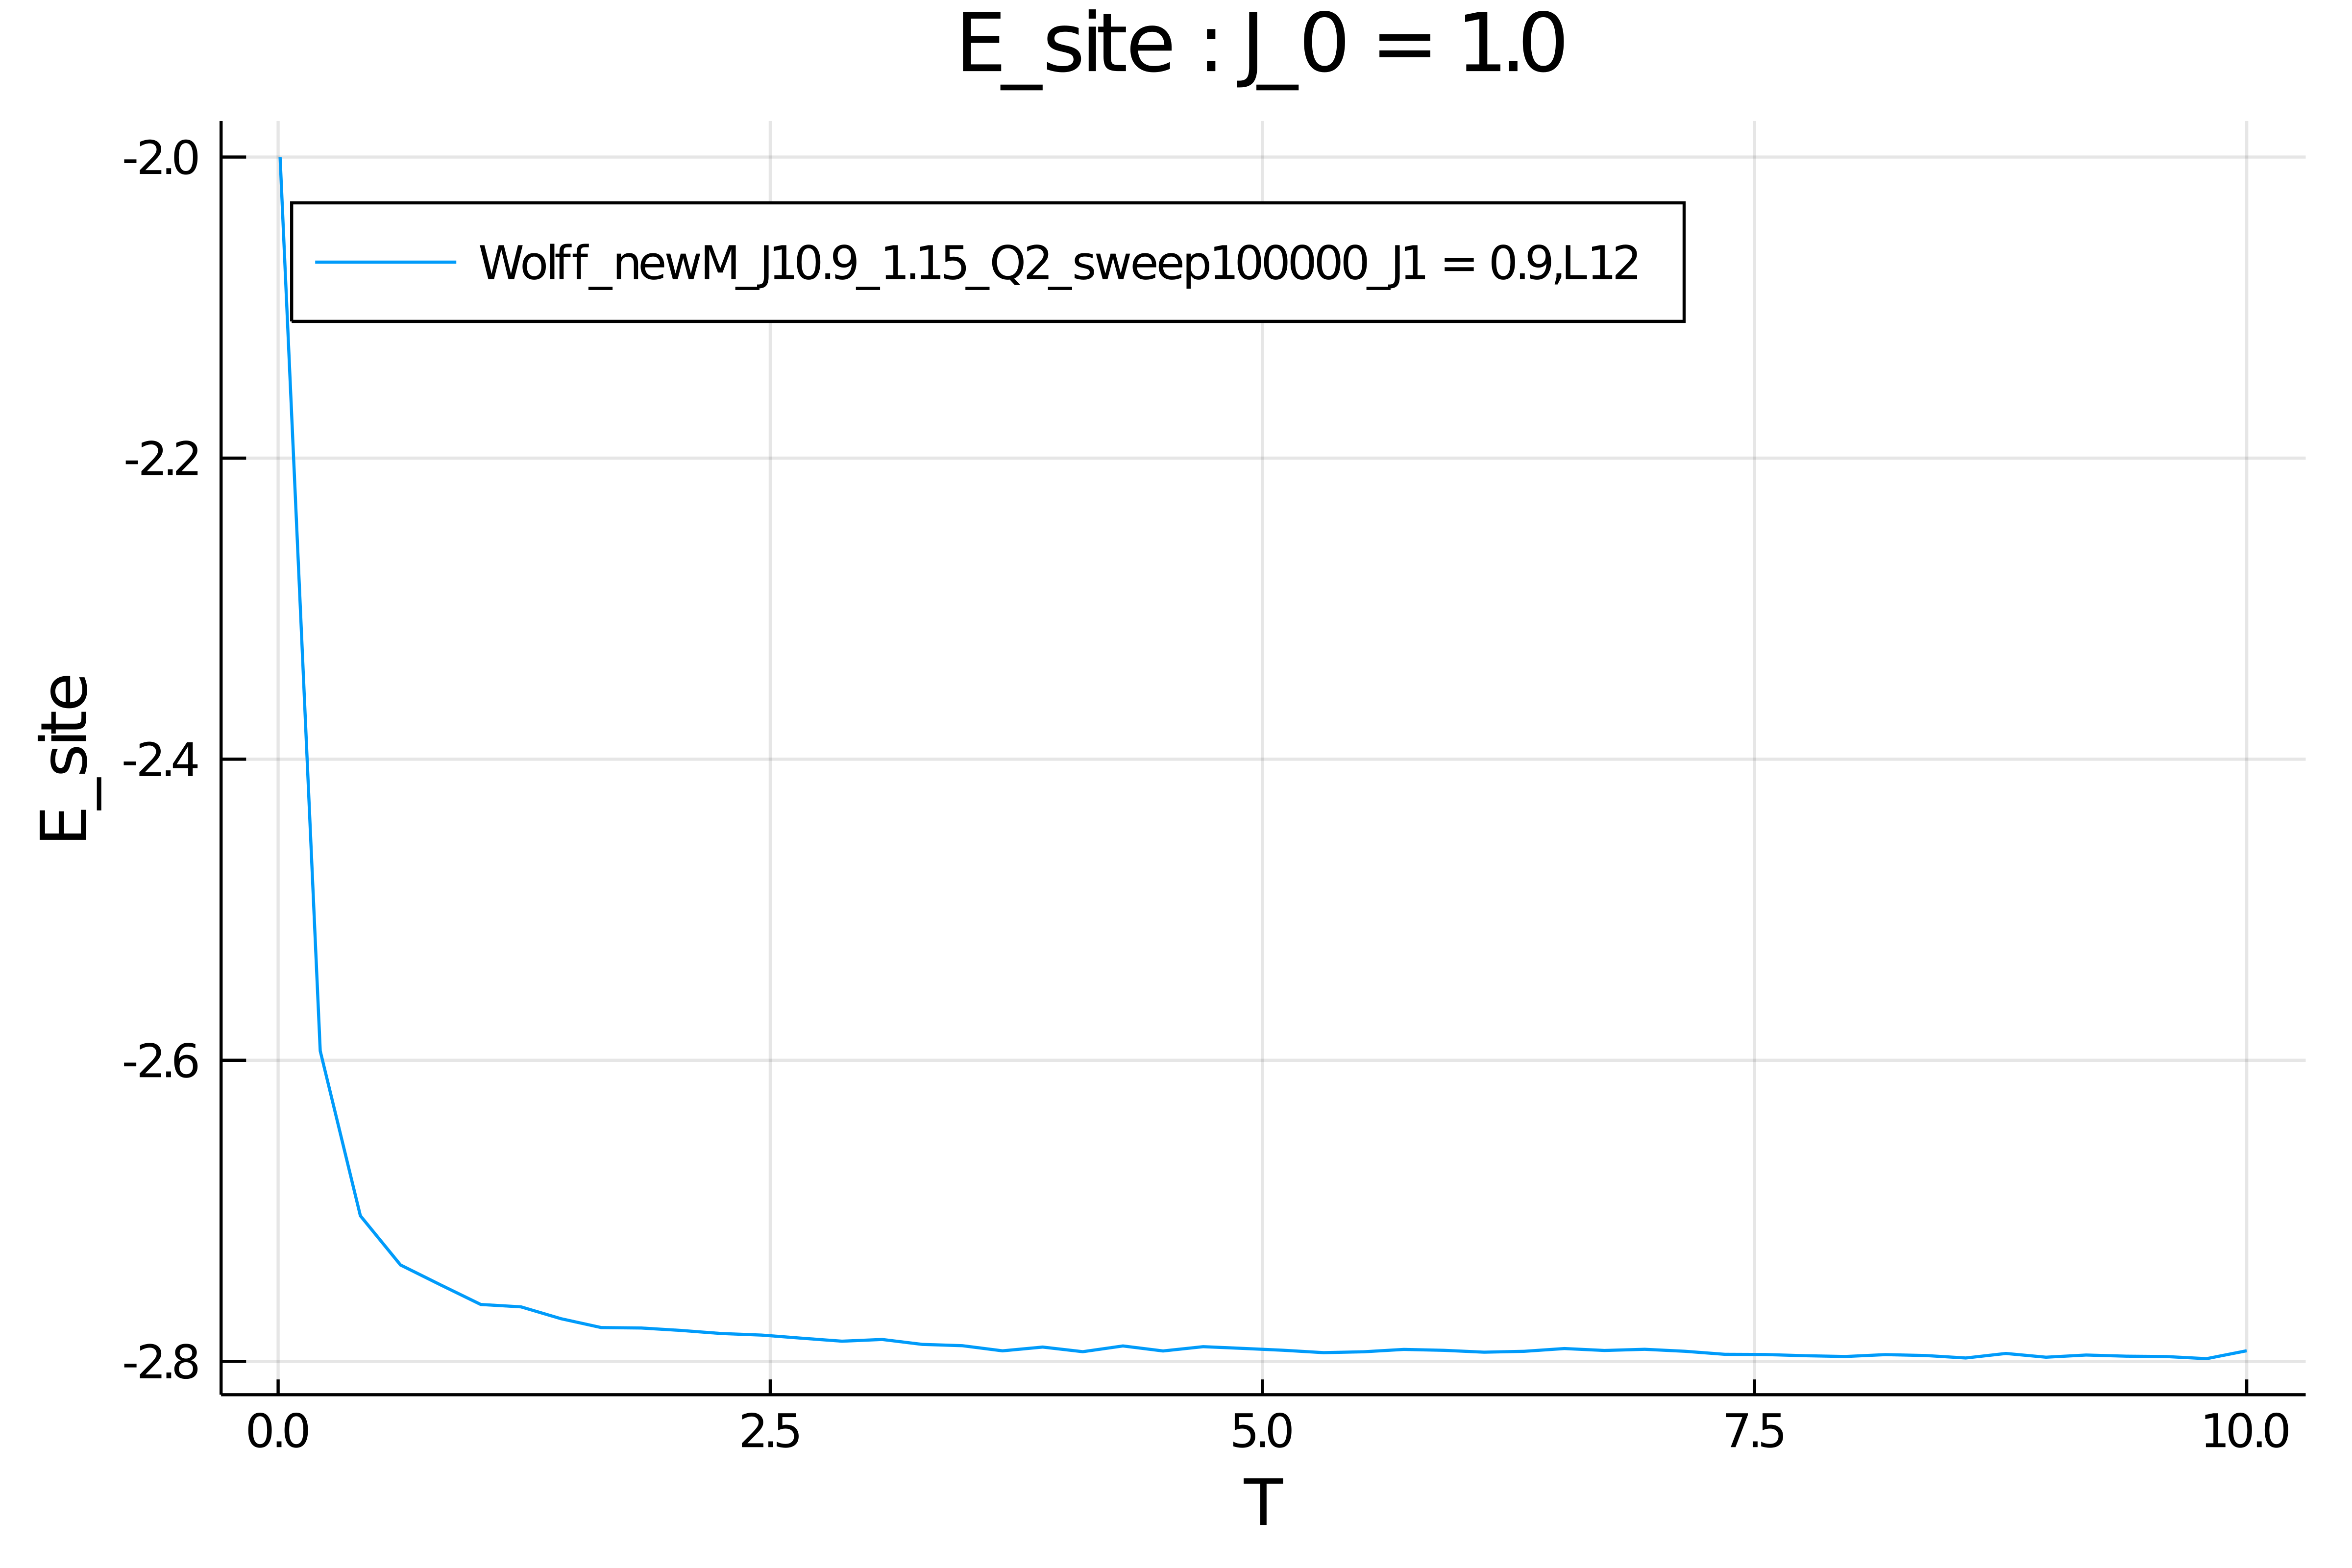 E_site : J_0 = 1.0
-2.0
Wolff_newM_J10.9_1.15_Q2_sweep100000_J1 = 0.9,L12
-2.2
-2.4
E_site
-2.6
-2.8
0.0 2.5 5.0 7.5 10.0
T